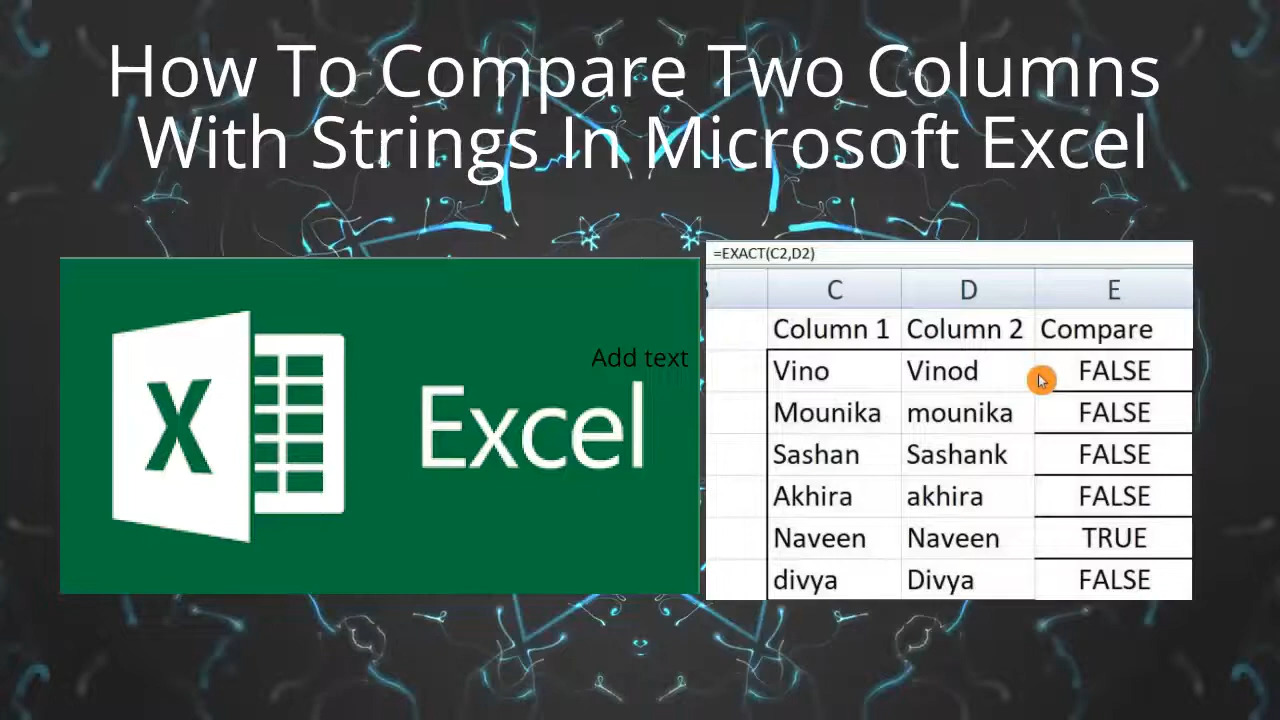 How To Compare Two Columns
With Strings In Microsoft Excel
Add text
X
Excel
=EXACT(C2,D2)
C D E
Column 1 Column 2 Compare
Vino Vinod FALSE
Mounika mounika FALSE
Sashan Sashank FALSE
Akhira akhira FALSE
Naveen Naveen TRUE
divya Divya FALSE